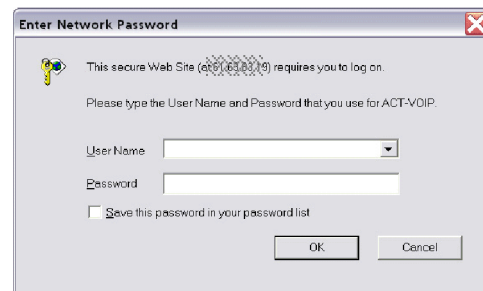 Enter Network Password
This secure Web Site (at requires you to log on.
Please type the User Name and Password that you use for ACT-VOIP.
User Name
Password
Save this password in your password list
OK
Cancel